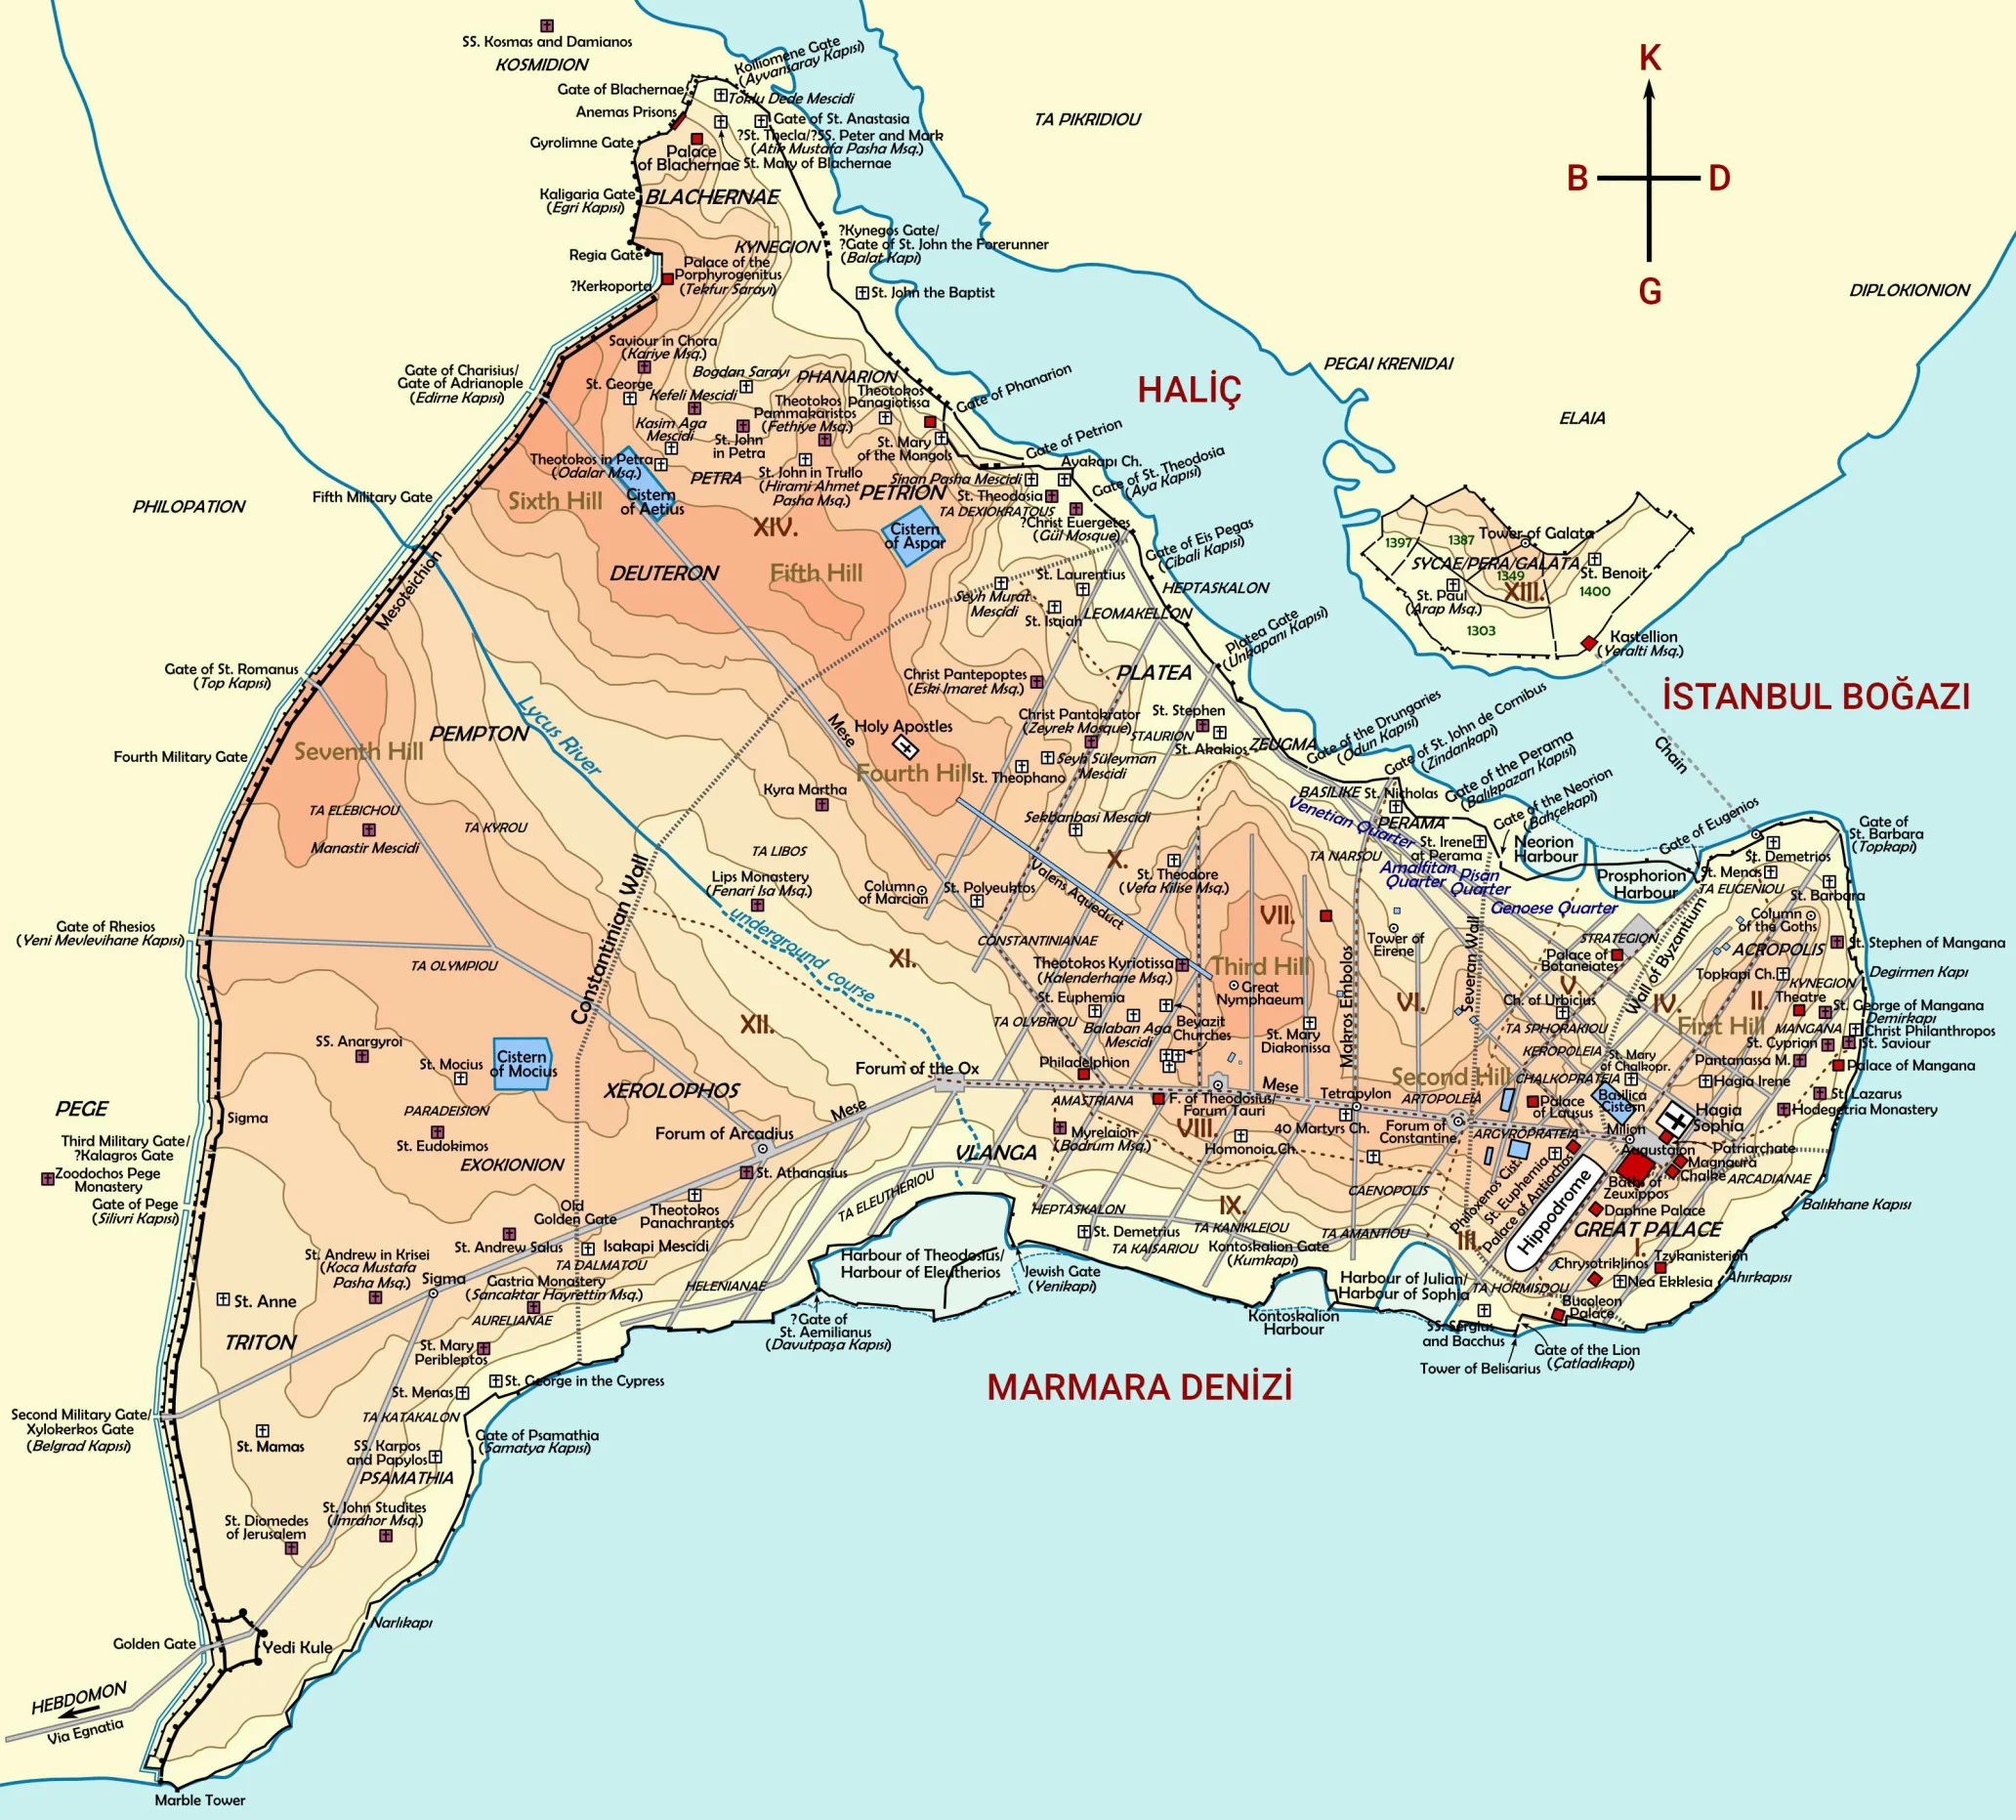 SS. Kosmas and Damianos
KOSMIDION
Koiliomene Gate
(Ayvansaray Kapısı)
Gate of Blachernae
Toklu Dede Mescidi
Anemas Prisons
Gate of St. Anastasia
?St. Thecla/?SS. Peter and Mark
(Atik Mustafa Pasha Msq.)
Gyrolimne Gate
Palace
of Blachernae
St. Mary of Blachernae
Kaligaria Gate
(Egri Kapısı)
BLACHERNAE
KYNEGION
?Kynegos Gate/
?Gate of St. John the Forerunner
(Balat Kapı)
Regia Gate
Palace of the
Porphyrogenitus
(Tekfur Sarayı)
?Kerkoporta
St. John the Baptist
TA PIKRIDIOU
K
B
D
G
DIPLOKIONION
PEGAI KRENIDAI
HALİÇ
ELAIA
Saviour in Chora
(Kariye Msq.)
Gate of Charisius/
Gate of Adrianople
(Edirne Kapısı)
St. George
Bogdan Sarayı
PHANARION
Kefeli Mescidi
Theotokos
Panagiotissa
Gate of Phanarion
Theotokos
Pammakaristos
(Fethiye Msq.)
Kasim Aga
Mescidi
St. John
in Petra
St. Mary
of the Mongols
Gate of Petrion
Theotokos in Petra
(Odalar Msq.)
PETRA
St. John in Trullo
(Hirami Ahmet
Pasha Msq.)
PETRION
Ayakapı Ch.
Sinan Pasha Mescidi
Gate of St. Theodosia
(Aya Kapısı)
St. Theodosia
TA DEXIOKRATOUS
?Christ Euergetes
(Gül Mosque)
PHILOPATION
Fifth Military Gate
Sixth Hill
Cistern
of Aetius
XIV.
Cistern
of Aspar
Gate of Eis Pegas
(Cibali Kapısı)
DEUTERON
Fifth Hill
Mesoteichion
St. Laurentius
Seyh Murat
Mescidi
St. Isaiah
LEOMAKELLON
HEPTASKALON
Platea Gate
(Unkapanı Kapısı)
PLATEA
1397
1387
Tower of Galata
SYCAE/PERA/GALATA
1349
St. Benoit
XIII.
St. Paul
(Arap Msq.)
1400
1303
Kastellion
(Yeralti Msq.)
İSTANBUL BOĞAZI
Chain
Gate of St. Romanus
(Top Kapısı)
Fourth Military Gate
Seventh Hill
PEMPTON
Lycus River
Mese
Holy Apostles
Fourth Hill
Christ Pantepoptes
(Eski Imaret Msq.)
Christ Pantokrator
(Zeyrek Mosque)
St. Stephen
STAURION
St. Akakios
ZEUGMA
Gate of the Drungaries
(Odun Kapısı)
Gate of St. John de Cornibus
(Zindankapı)
Gate of the Perama
(Balıkpazarı Kapısı)
Gate of the Neorion
(Bahçekapı)
St. Theophano
Seyh Süleyman
Mescidi
Kyra Martha
Sekbanbasi Mescidi
BASILIKE
St. Nicholas
Venetian Quarter
PERAMA
St. Irene
at Perama
Neorion
Harbour
Gate of Eugenios
Gate of
St. Barbara
(Topkapı)
TA ELEBICHOU
Manastir Mescidi
TA KYROU
TA LIBOS
Lips Monastery
(Fenari Isa Msq.)
Column
of Marcian
St. Polyeuktos
Valens Aqueduct
X.
St. Theodore
(Vefa Kilise Msq.)
TA NARSOU
Amalfitan
Quarter
Pisan
Quarter
Genoese Quarter
Prosphorion
Harbour
St. Demetrios
St. Menas
TA EUGENIOU
St. Barbara
Column
of the Goths
Gate of Rhesios
(Yeni Mevlevihane Kapısı)
TA OLYMPIOU
Constantinian Wall
underground course
XI.
CONSTANTINIANAE
Theotokos Kyriotissa
(Kalenderhane Msq.)
VII.
Third Hill
Great
Nymphaeum
Tower of
Eirene
Makros Embolos
Severan Wall
STRATEGION
Palace of
Botaneiates
Wall of Byzantium
ACROPOLIS
St. Stephen of Mangana
Topkapi Ch.
Degirmen Kapı
KYNEGION
Theatre
St. George of Mangana
Demirkapı
Christ Philanthropos
MANGANA
St. Cyprian
St. Saviour
Pantanassa M.
Palace of Mangana
XII.
St. Euphemia
TA OLYBRIOU
Balaban Aga
Mescidi
Beyazit
Churches
St. Mary
Diakonissa
VI.
V.
Ch. of Urbicius
TA SPHORAKIOU
IV.
First Hill
II.
KEROPOLEIA
St. Mary
of Chalkopr.
CHALKOPRATEIA
Hagia Irene
St. Lazarus
Hodegetria Monastery
SS. Anargyroi
St. Mocius
Cistern
of Mocius
XEROLOPHOS
Forum of the Ox
Philadelphion
AMASTRIANA
F. of Theodosius/
Forum Tauri
Mese
Tetrapylon
Second Hill
ARTOPOLEIA
Palace
of Lausus
Basilica
Cistern
Hagia
Sophia
PEGE
Third Military Gate/
?Kalagros Gate
Sigma
PARADEISION
St. Eudokimos
EXOKIONION
Forum of Arcadius
Mese
VLANGA
Myrelaion
(Bodrum Msq.)
VIII.
Homonoia Ch.
40 Martyrs Ch.
Forum of
Constantine
ARGYROPRATEIA
Milion
Augustaion
Patriarchate
Magnaura
Chalke
ARCADIANAE
Baths of
Zeuxippos
Zoodochos Pege
Monastery
Gate of Pege
(Silivri Kapısı)
St. Athanasius
Theotokos
Panachrantos
Old
Golden Gate
St. Andrew Salus
Isakapi Mescidi
TA DALMATOU
TA ELEUTHERIOU
HEPTASKALON
IX.
CAENOPOLIS
Philoxenos Cist.
St. Euphemia
Palace of Antiochos
Hippodrome
Daphne Palace
GREAT PALACE
I.
Balıkhane Kapısı
St. Andrew in Krisei
(Koca Mustafa
Pasha Msq.)
Sigma
Gastria Monastery
(Sancaktar Hayrettin Msq.)
HELENIANAE
Harbour of Theodosius/
Harbour of Eleutherios
Jewish Gate
(Yenikapi)
St. Demetrius
TA KANIKLEIOU
TA KAISARIOU
Kontoskalion Gate
(Kumkapı)
TA AMANTIOU
III.
Harbour of Julian/
Harbour of Sophia
TA HORMISDOU
Chrysotriklinos
Tzykanisterion
Nea Ekklesia
Ahırkapısı
St. Anne
TRITON
AURELIANAE
St. Mary
Peribleptos
?Gate of
St. Aemilianus
(Davutpaşa Kapısı)
Kontoskalion
Harbour
Bucoleon
Palace
SS. Sergius
and Bacchus
Gate of the Lion
(Çatladıkapı)
Tower of Belisarius
St. George in the Cypress
St. Menas
MARMARA DENİZİ
Second Military Gate/
Xylokerkos Gate
(Belgrad Kapısı)
TA KATAKALON
Gate of Psamathia
(Samatya Kapısı)
St. Mamas
SS. Karpos
and Papylos
PSAMATHIA
St. Diomedes
of Jerusalem
St. John Studites
(Imrahor Msq.)
Golden Gate
Yedi Kule
Narlıkapı
HEBDOMON
Via Egnatia
Marble Tower